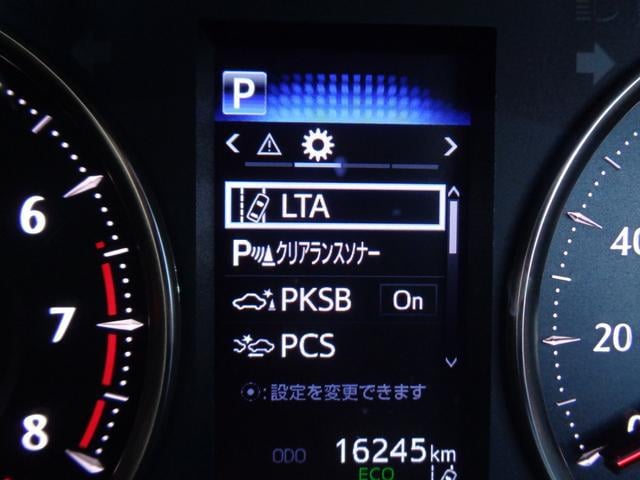 P
LTA
6
40
Pクリアランスソナー
PKSB On
7
20
PCS
:設定を変更できます
8
ODO 16245km
ECO